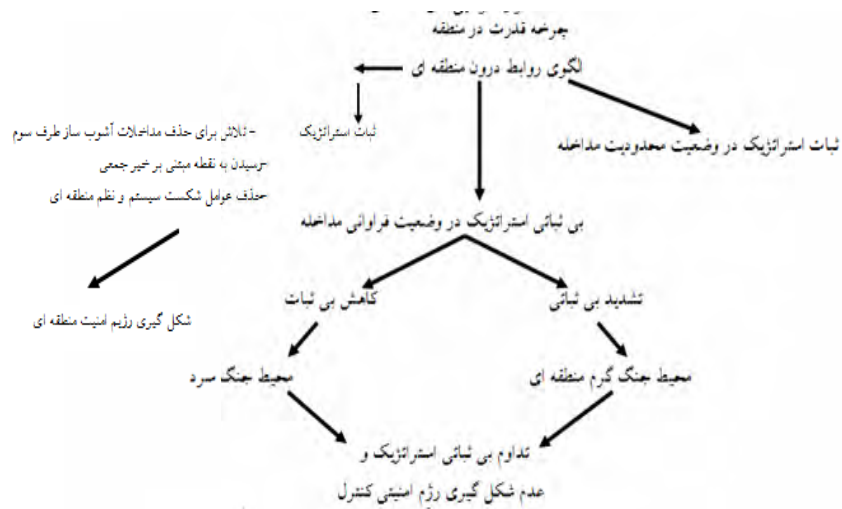 چرخه قدرت در منطقه
الگوی روابط درون منطقه ای
ثبات استراتژیک در وضعیت محدودیت مداخله
ثبات استراتژیک
- تلاش برای حذف مداخلات آشوب ساز طرف سوم
-رسیدن به نقطه مبتنی بر خیر جمعی
-حذف عوامل شکست سیستم و نظم منطقه ای
بی ثباتی استراتژیک در وضعیت فراوانی مداخله
تشدید بی ثباتی
کاهش بی ثبات
شکل گیری رژیم امنیت منطقه ای
محیط جنگ گرم منطقه ای
محیط جنگ سرد
تداوم بی ثباتی استراتژیک و
عدم شکل گیری رژم امنیتی کنترل